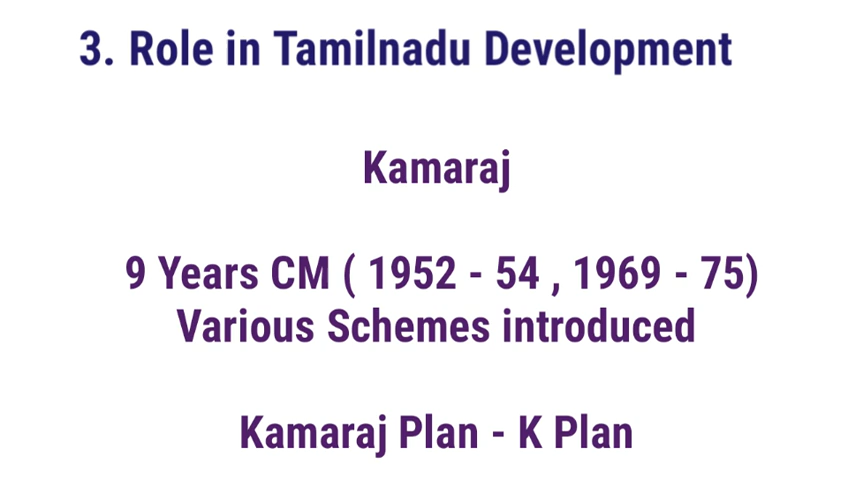 3. Role in Tamilnadu Development
Kamaraj
9 Years CM ( 1952 - 54 , 1969 - 75)
Various Schemes introduced
Kamaraj Plan - K Plan